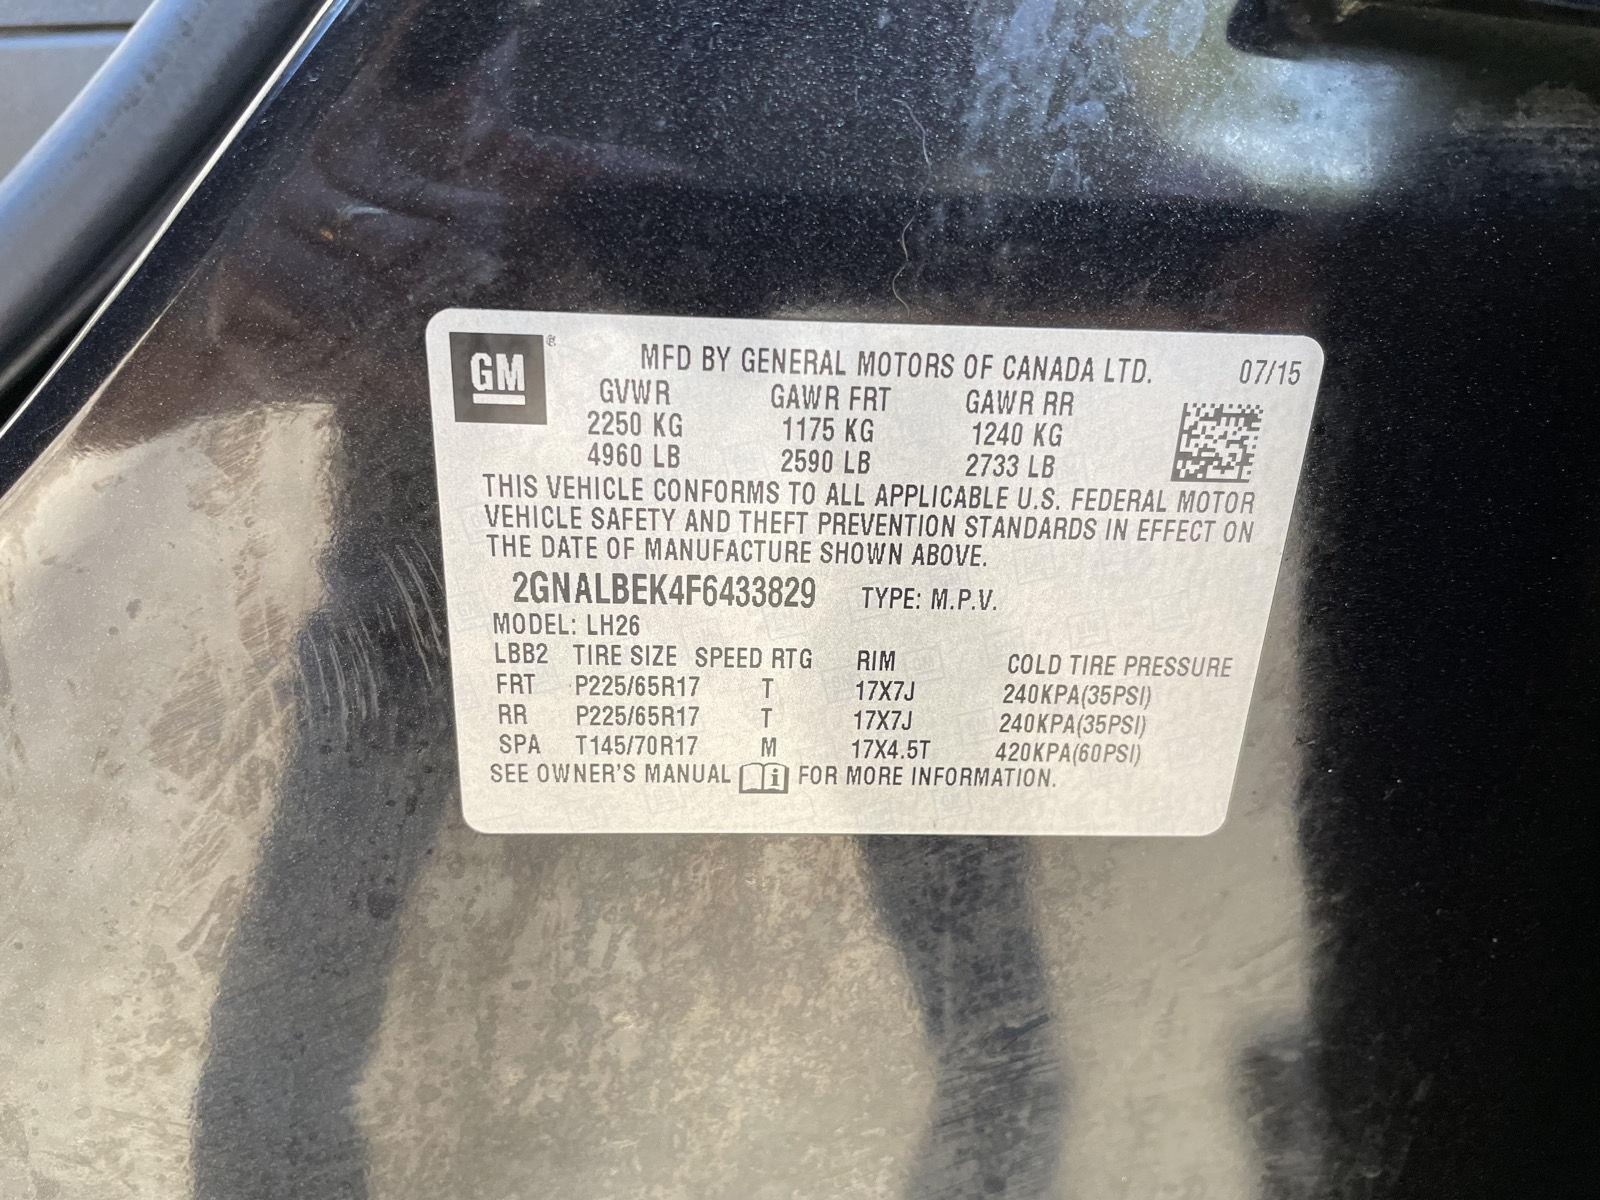 GM ®
MFD BY GENERAL MOTORS OF CANADA LTD. 07/15
GVWR GAWR FRT GAWR RR
2250 KG 1175 KG 1240 KG
4960 LB 2590 LB 2733 LB
THIS VEHICLE CONFORMS TO ALL APPLICABLE U.S. FEDERAL MOTOR
VEHICLE SAFETY AND THEFT PREVENTION STANDARDS IN EFFECT ON
THE DATE OF MANUFACTURE SHOWN ABOVE.
2GNALBEK4F6433829 TYPE: M.P.V.
MODEL: LH26
LBB2 TIRE SIZE SPEED RTG RIM COLD TIRE PRESSURE
FRT P225/65R17 T 17X7J 240KPA(35PSI)
RR P225/65R17 T 17X7J 240KPA(35PSI)
SPA T145/70R17 M 17X4.5T 420KPA(60PSI)
SEE OWNER'S MANUAL i FOR MORE INFORMATION.